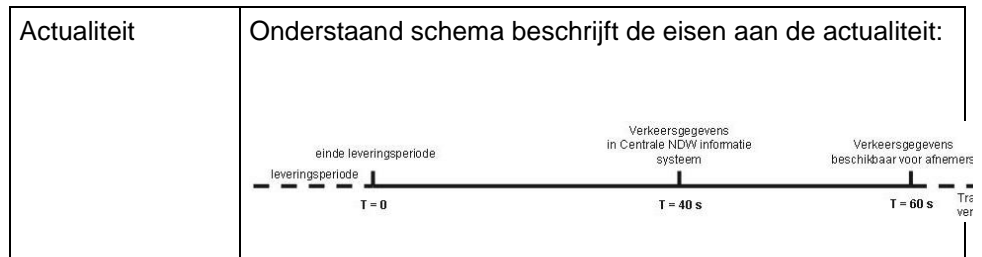 Actualiteit
Onderstaand schema beschrijft de eisen aan de actualiteit:
Verkeersgegevens
in Centrale NDW informatie
systeem
Verkeersgegevens
beschikbaar voor afnemers
einde leveringsperiode
leveringsperiode
T = 0
T = 40 s
T = 60 s